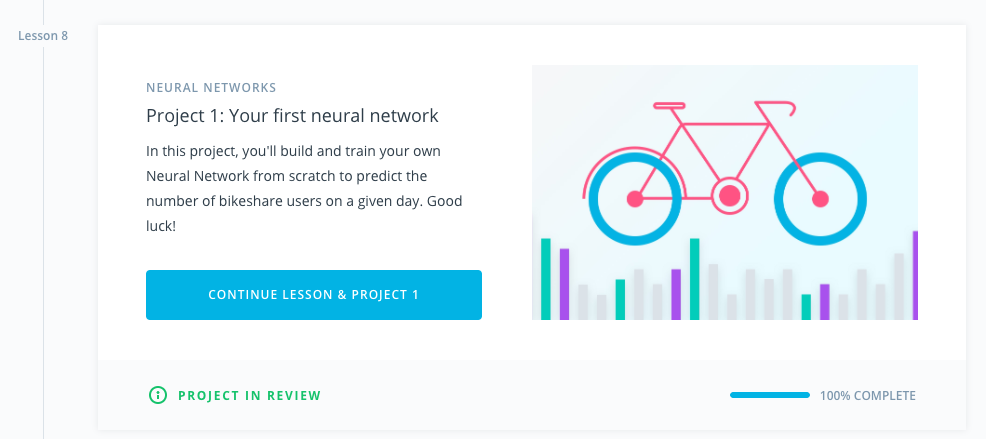 Lesson 8
NEURAL NETWORKS
Project 1: Your first neural network
In this project, you'll build and train your own
Neural Network from scratch to predict the
number of bikeshare users on a given day. Good
luck!
CONTINUE LESSON & PROJECT 1
PROJECT IN REVIEW
100% COMPLETE